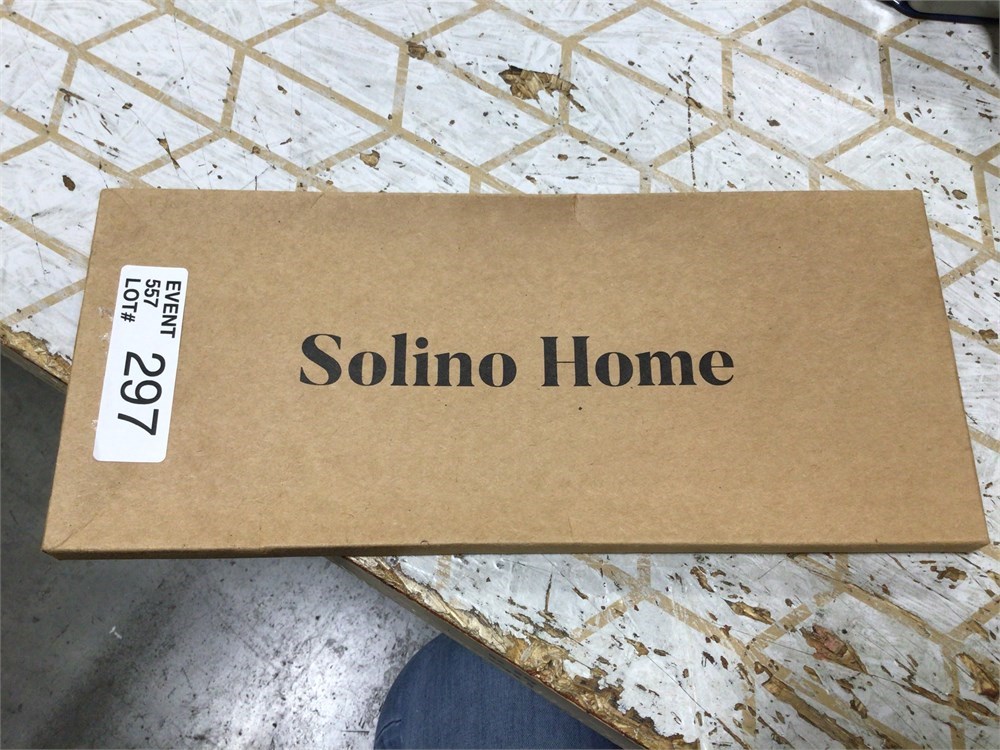 EVENT
557
LOT#
297
Solino Home